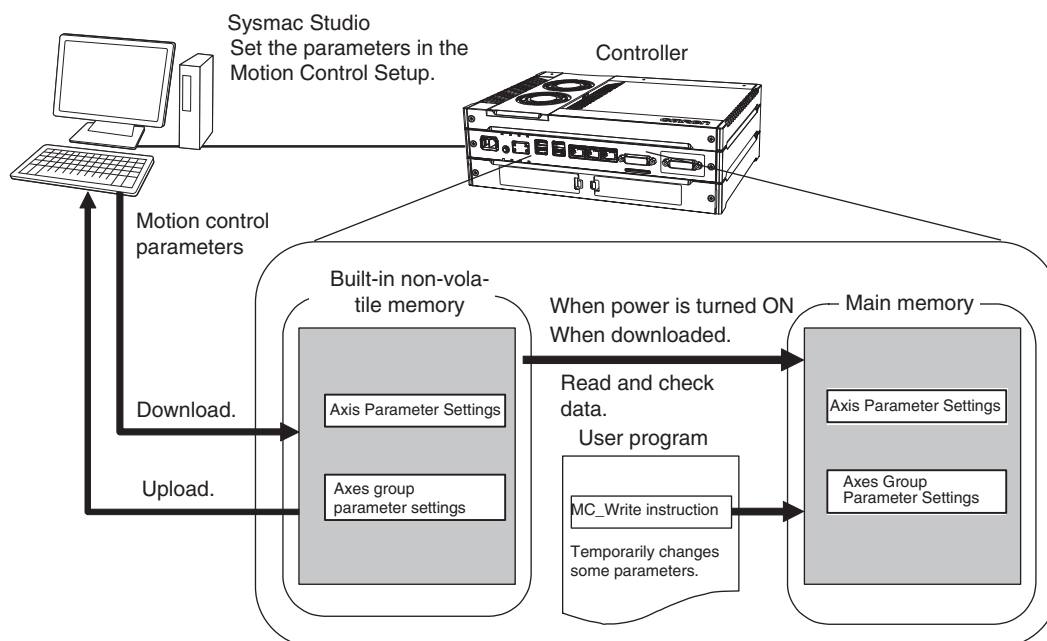 Sysmac Studio
Set the parameters in the
Motion Control Setup.
Controller
OMRON
Motion control
parameters
Built-in non-vola-
tile memory
When power is turned ON
When downloaded.
Main memory
Read and check
data.
Download.
Axis Parameter Settings
Axis Parameter Settings
User program
Upload.
Axes group
parameter settings
MC_Write instruction
Axes Group
Parameter Settings
Temporarily changes
some parameters.